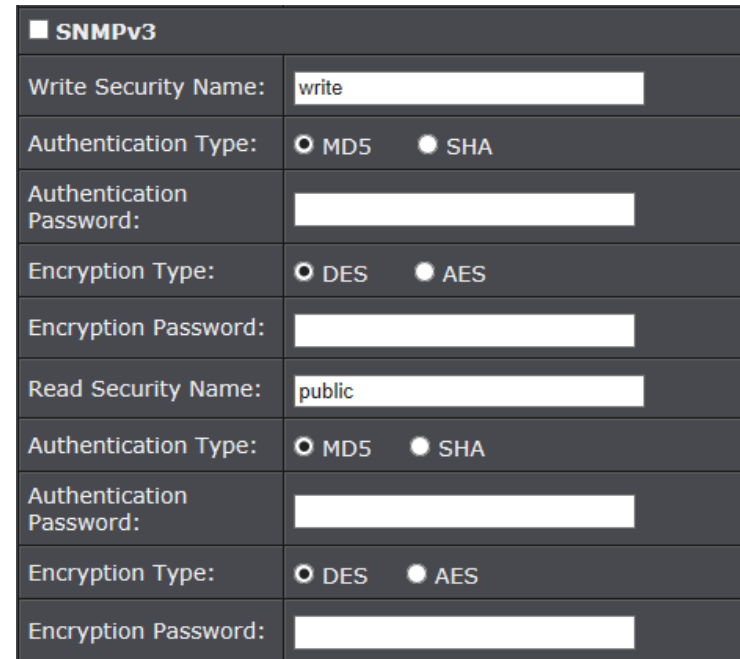 SNMPv3
Write Security Name: write
Authentication Type: MD5 SHA
Authentication
Password:
Encryption Type: DES AES
Encryption Password:
Read Security Name: public
Authentication Type: MD5 SHA
Authentication
Password:
Encryption Type: DES AES
Encryption Password: